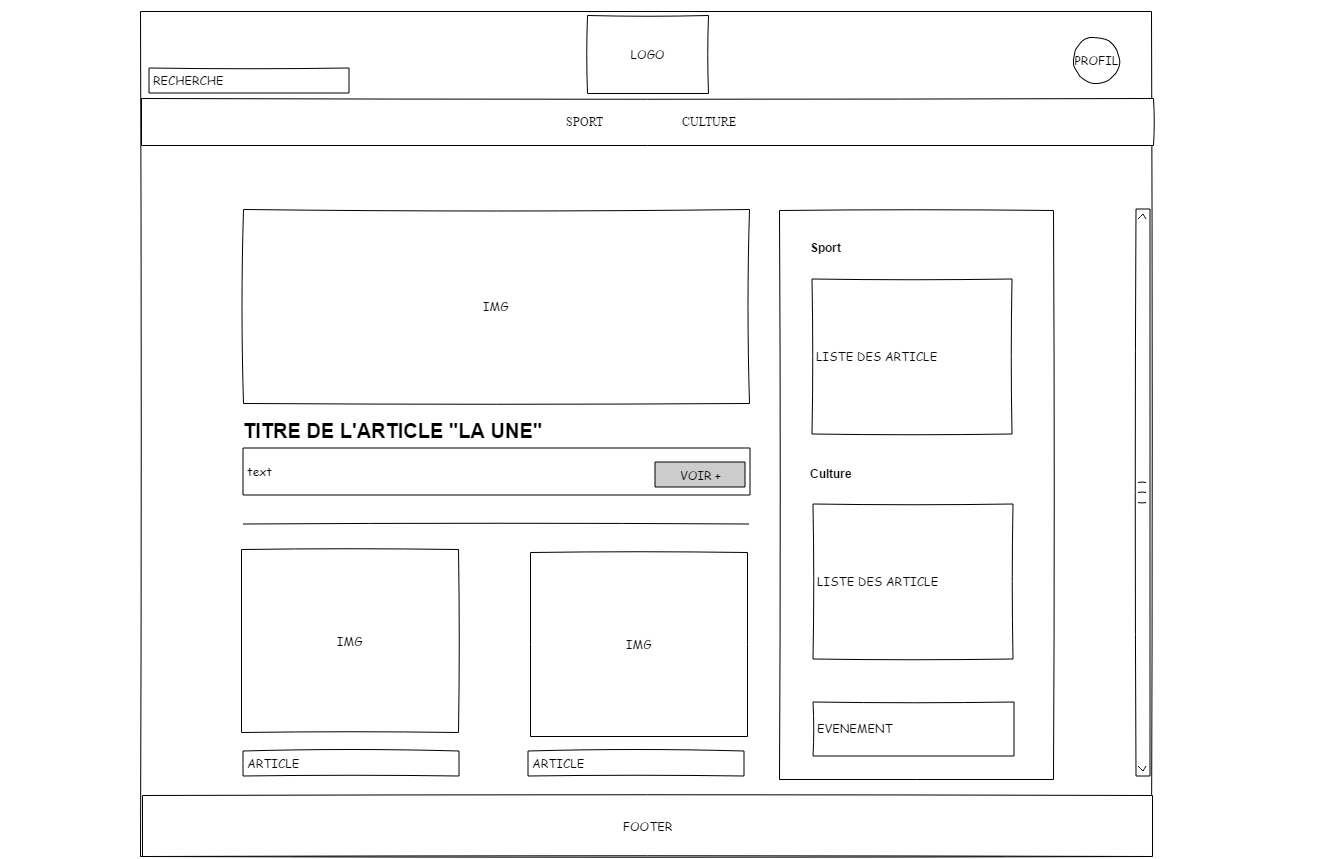 LOGO
PROFIL
RECHERCHE
SPORT
CULTURE
IMG
TITRE DE L'ARTICLE "LA UNE"
text
VOIR +
IMG
IMG
ARTICLE
ARTICLE
Sport
LISTE DES ARTICLE
Culture
LISTE DES ARTICLE
EVENEMENT
FOOTER